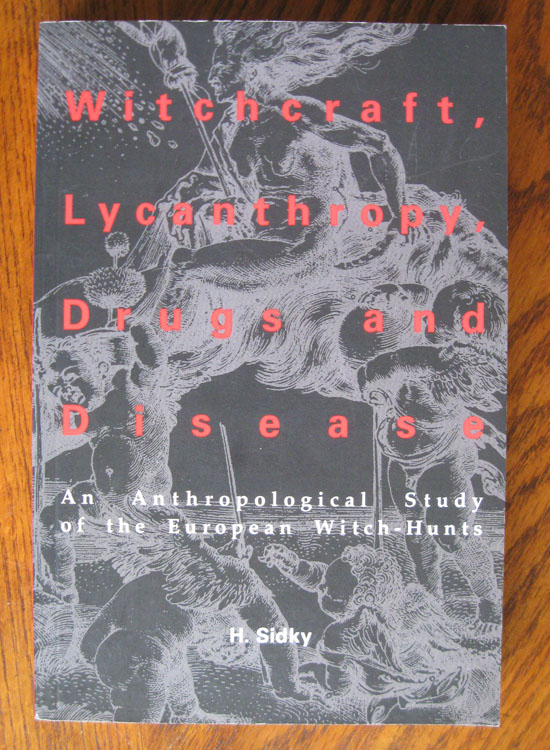 Witchcraft,
Lycanthropy,
Drugs and
Disease
An Anthropological Study
of the European Witch-Hunts
H. Sidky